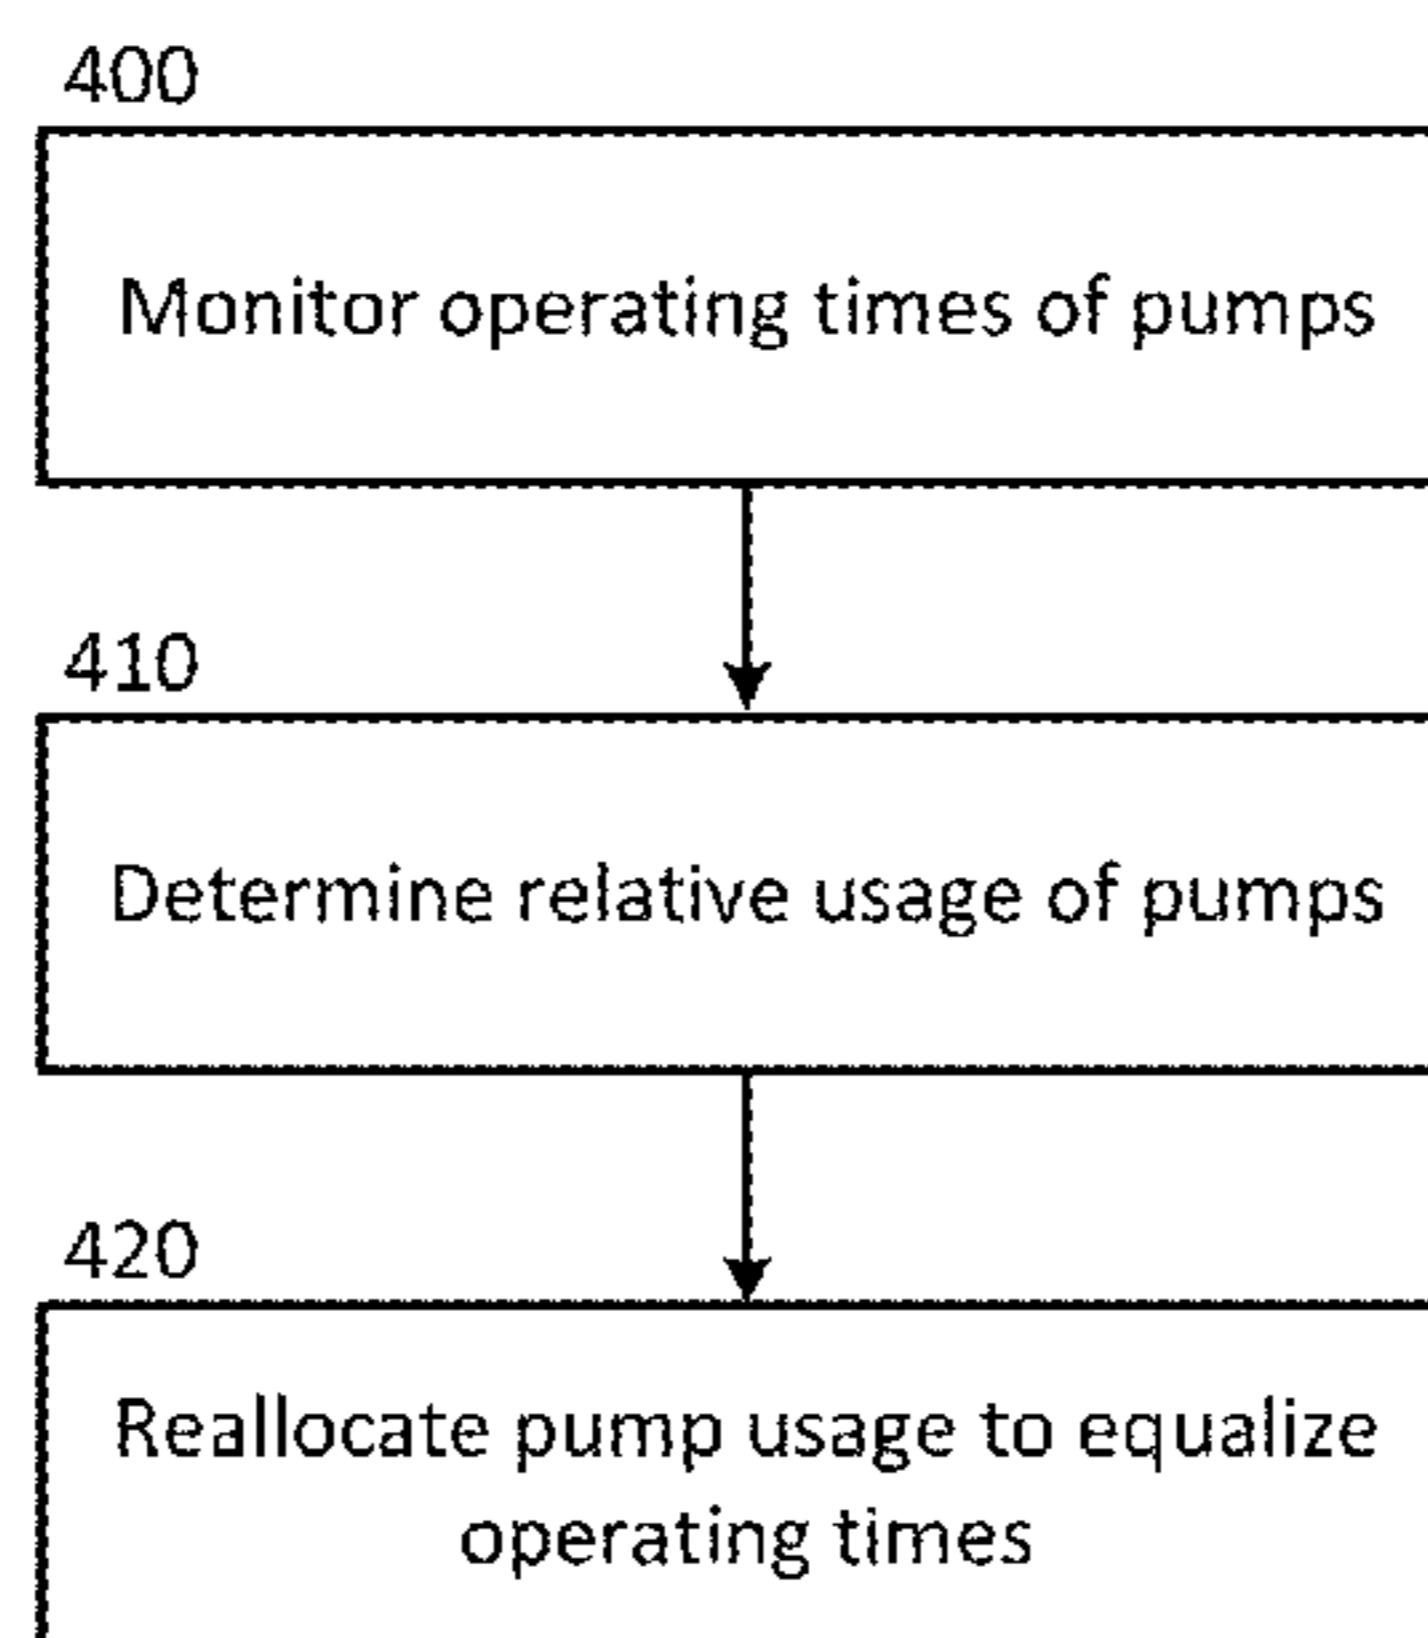 400
Monitor operating times of pumps
410
Determine relative usage of pumps
420
Reallocate pump usage to equalize
operating times